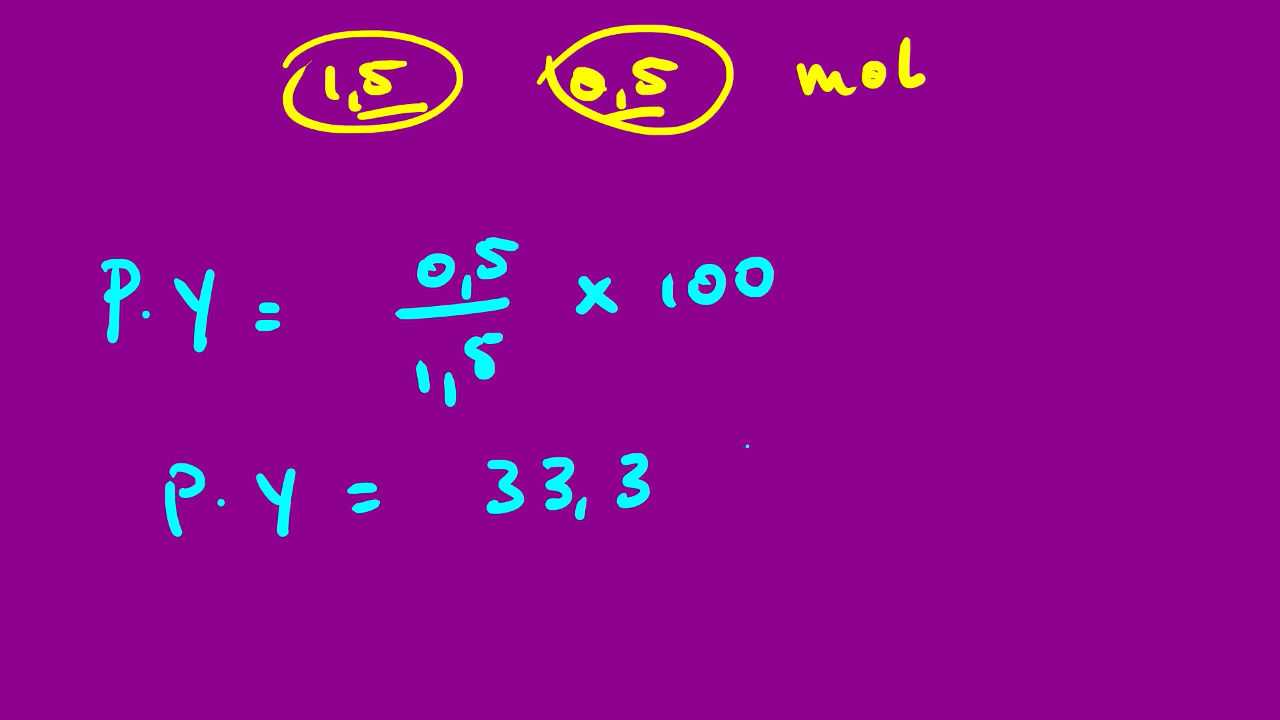 1,5 0,5 mol
P.Y = 0,5/1,5 x 100
P.Y = 33,3